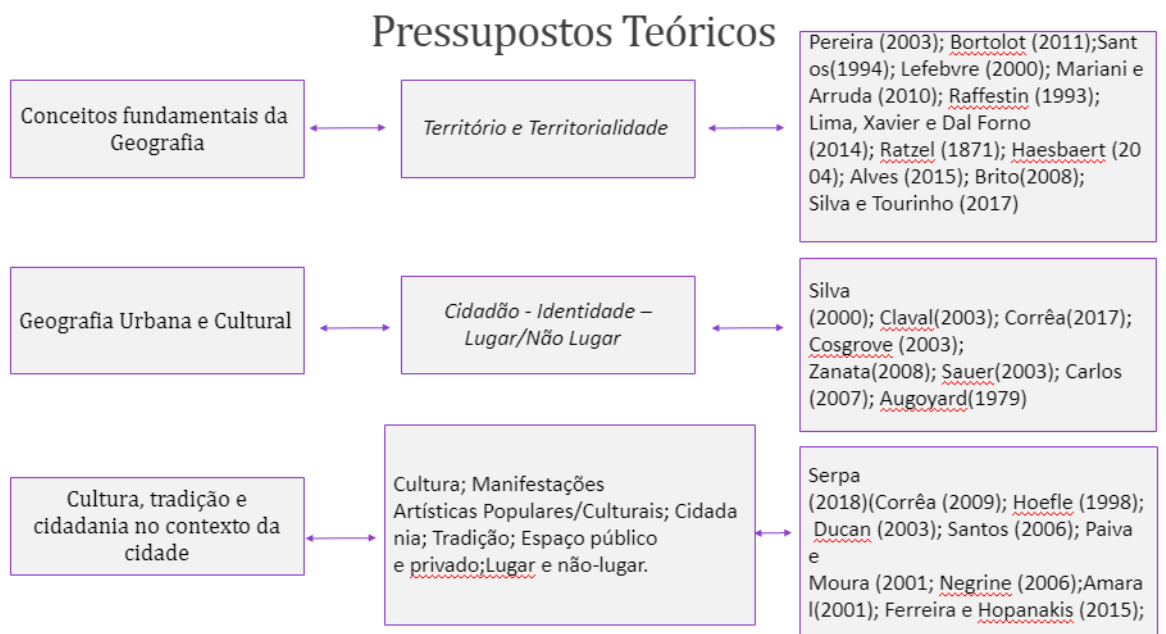 Pressupostos Teóricos
Conceitos fundamentais da
Geografia
Território e Territorialidade
Pereira (2003); Bortolot (2011);Sant
os(1994); Lefebvre (2000); Mariani e
Arruda (2010); Raffestin (1993);
Lima, Xavier e Dal Forno
(2014); Ratzel (1871); Haesbaert (20
04); Alves (2015); Brito(2008);
Silva e Tourinho (2017)
Geografia Urbana e Cultural
Cidadão - Identidade –
Lugar/Não Lugar
Silva
(2000); Claval(2003); Corrêa(2017);
Cosgrove (2003);
Zanata(2008); Sauer(2003); Carlos
(2007); Augoyard(1979)
Cultura, tradição e
cidadania no contexto da
cidade
Cultura; Manifestações
Artísticas Populares/Culturais; Cidada
nia; Tradição; Espaço público
e privado;Lugar e não-lugar.
Serpa
(2018)(Corrêa (2009); Hoefle (1998);
Ducan (2003); Santos (2006); Paiva
e
Moura (2001; Negrine (2006);Amara
l(2001); Ferreira e Hopanakis (2015);